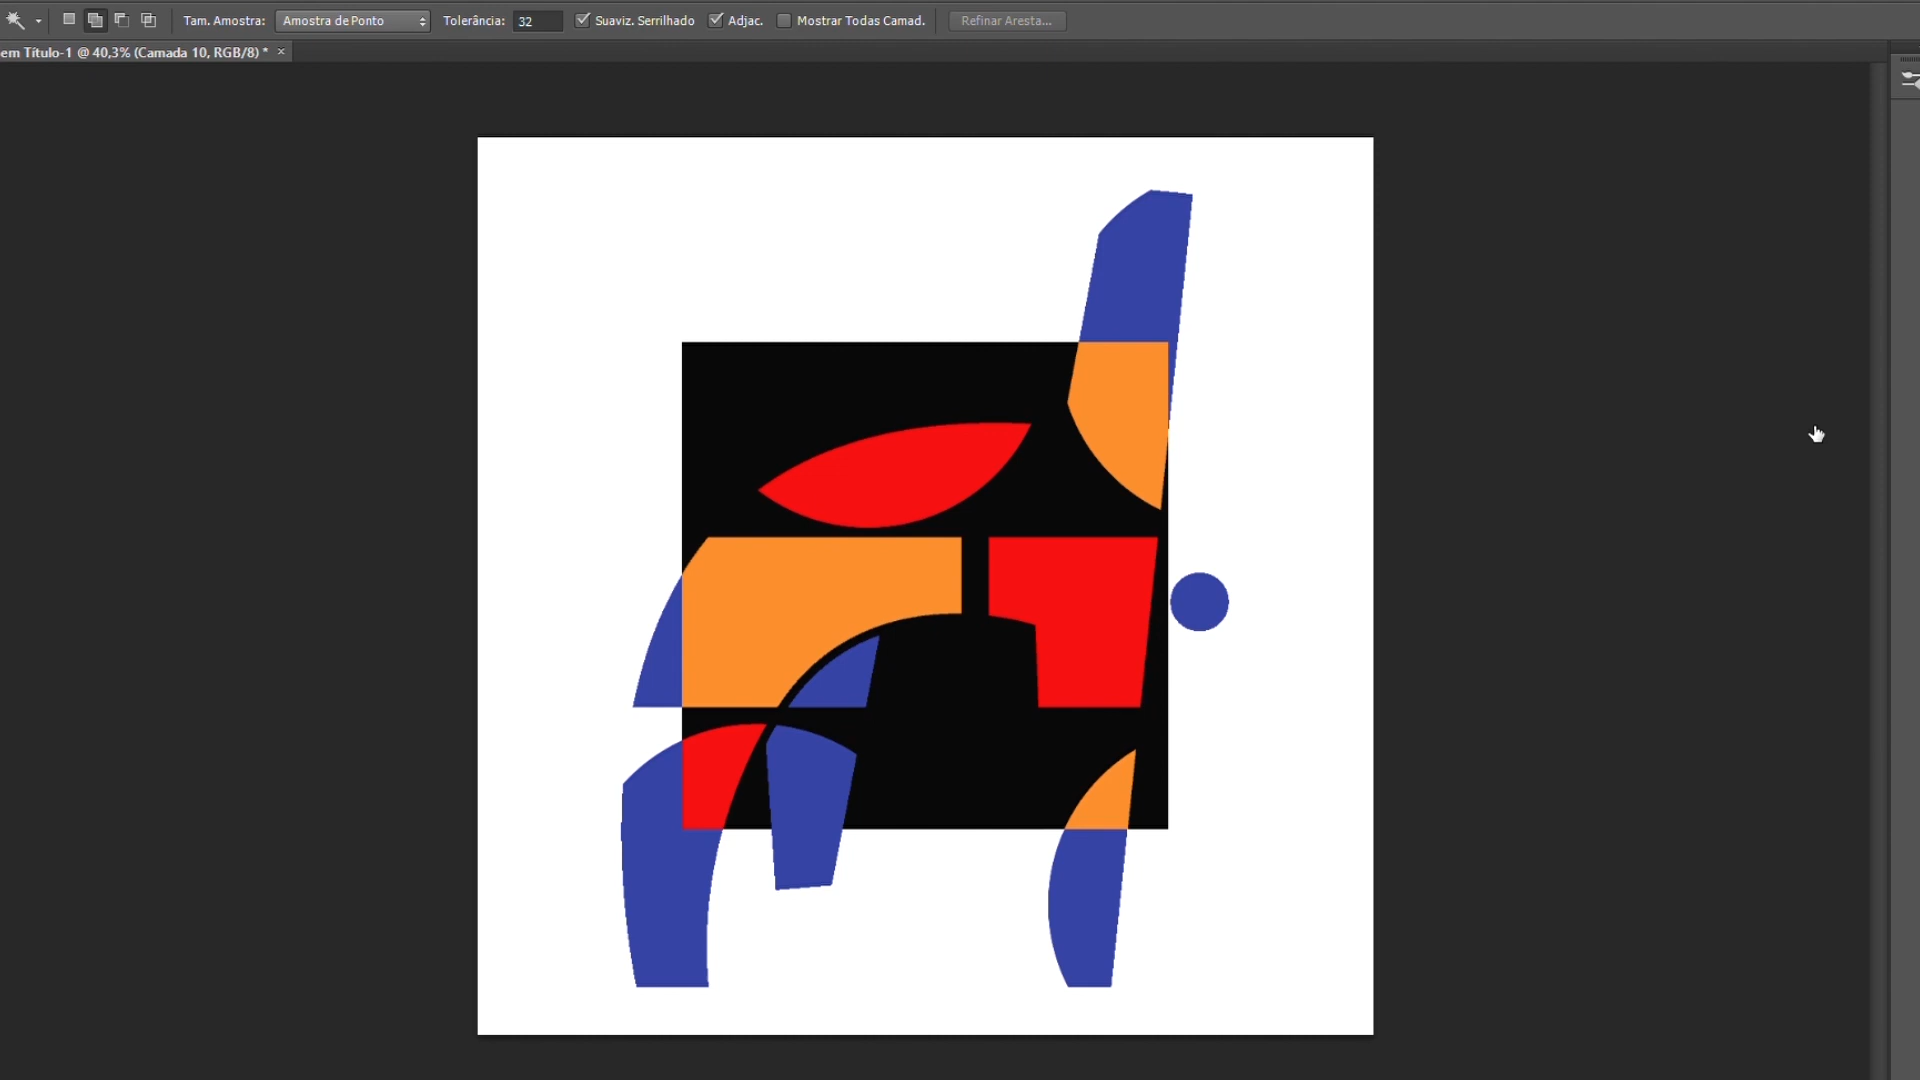 Tam. Amostra: Amostra de Ponto Tolerância: 32 Suaviz. Serrilhado Adjac. Mostrar Todas Camad. Refinar Aresta...
em Título-1 @ 40,3% (Camada 10, RGB/8) * ×